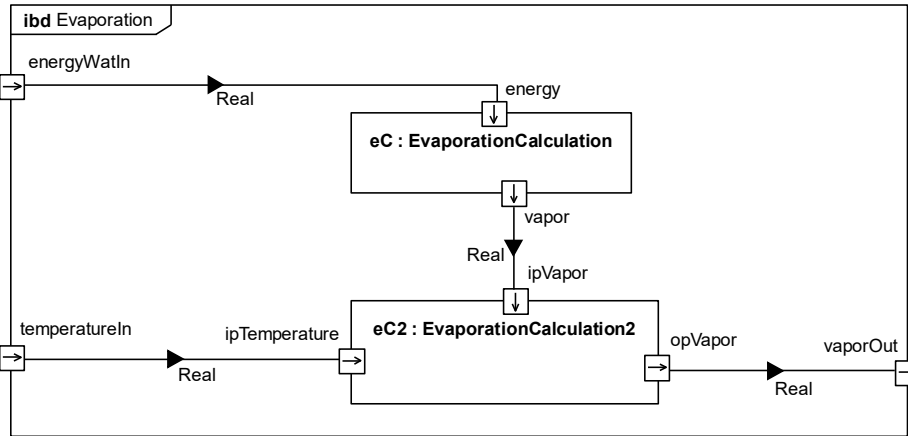 ibd Evaporation
energyWatIn
Real
energy
eC : EvaporationCalculation
vapor
Real
ipVapor
temperatureIn
Real
ipTemperature
eC2 : EvaporationCalculation2
opVapor
Real
vaporOut